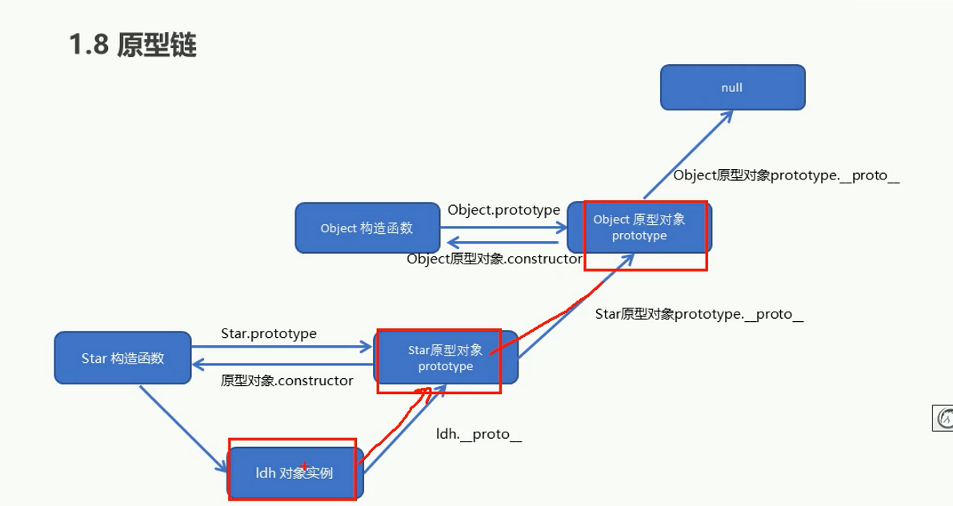 1.8 原型链
null
Object原型对象prototype.__proto__
Object.prototype
Object 构造函数
Object 原型对象
prototype
Object原型对象.constructor
Star原型对象prototype.__proto__
Star.prototype
Star 构造函数
Star原型对象
prototype
原型对象.constructor
ldh.__proto__
ldh 对象实例